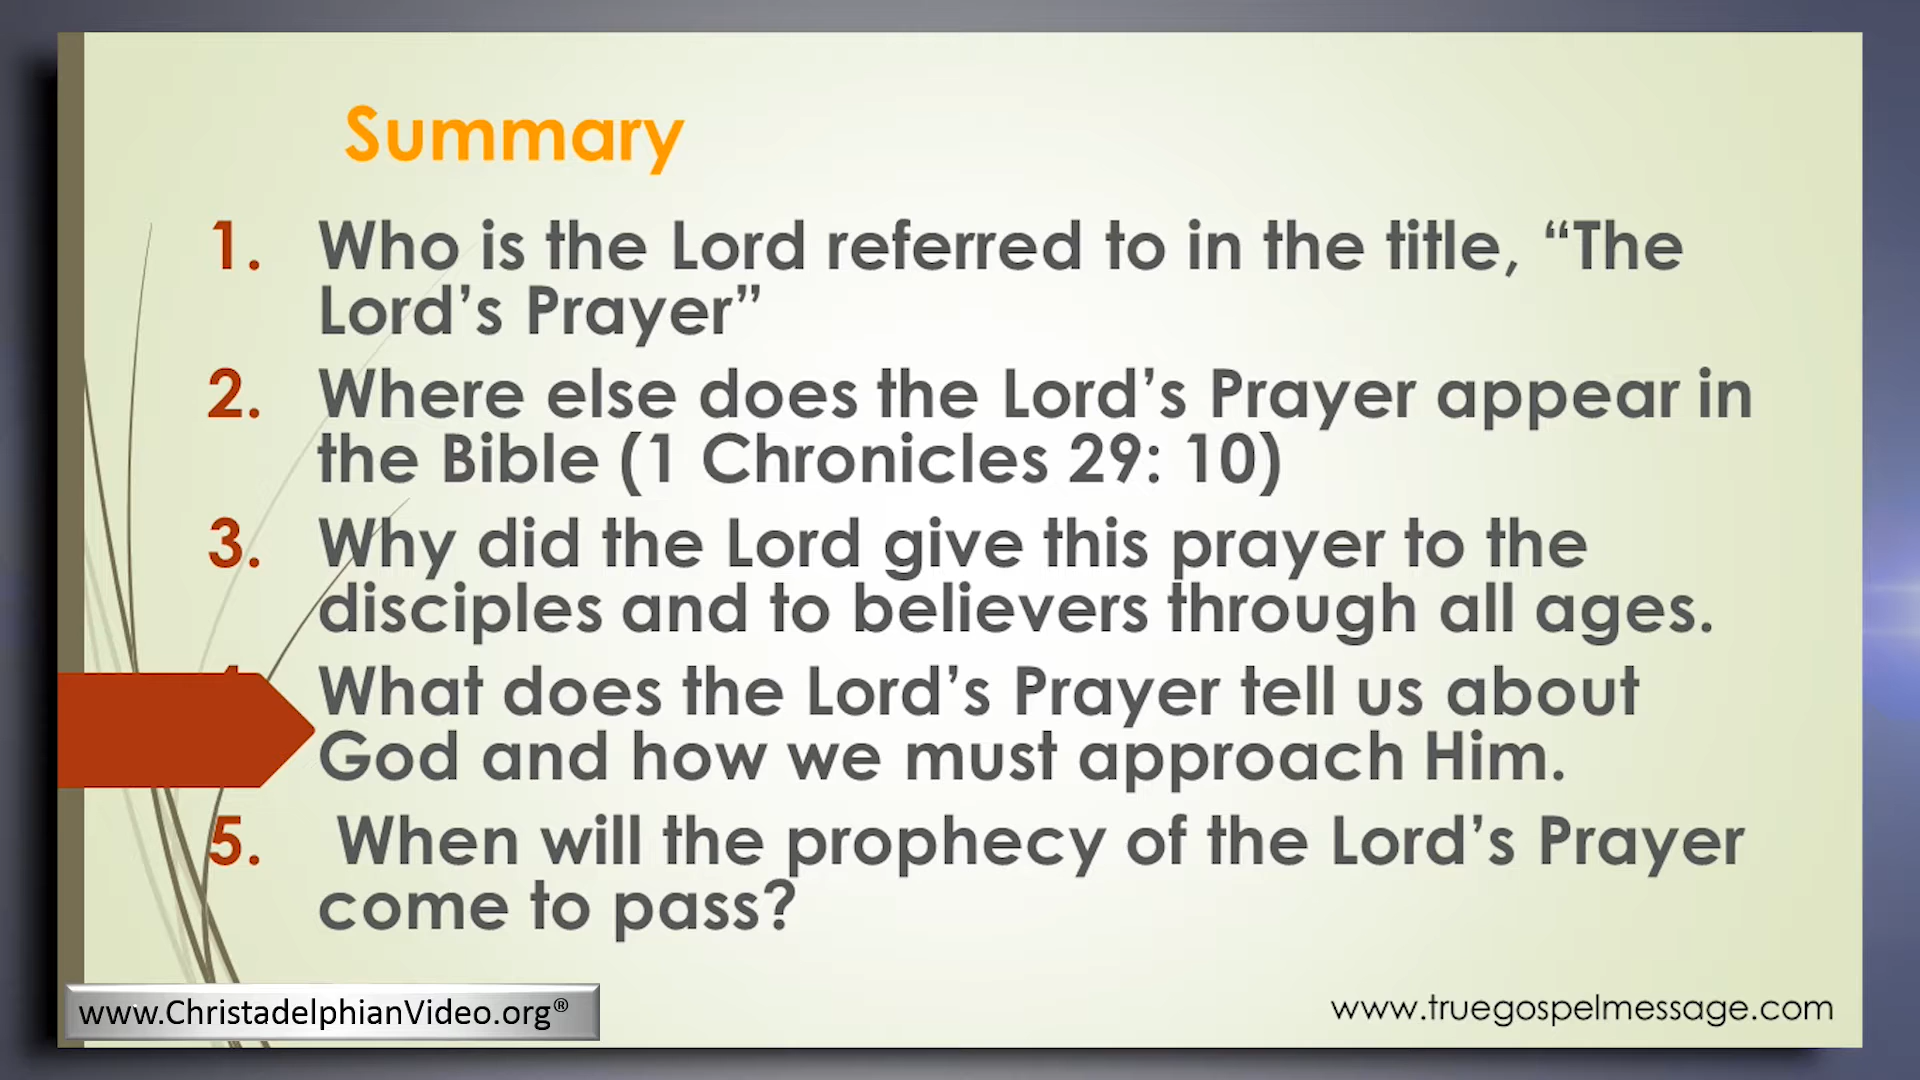 Summary
1. Who is the Lord referred to in the title, “The
Lord’s Prayer”
2. Where else does the Lord’s Prayer appear in
the Bible (1 Chronicles 29: 10)
3. Why did the Lord give this prayer to the
disciples and to believers through all ages.
What does the Lord’s Prayer tell us about
God and how we must approach Him.
5. When will the prophecy of the Lord’s Prayer
come to pass?
www.ChristadelphianVideo.org®
www.truegospelmessage.com